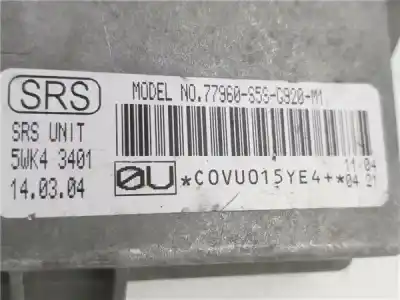 SRS
MODEL NO.77960-S5S-G920-M1
SRS UNIT
5WK4 3401
14.03.04
0U *C0VU015YE4+*
11:04
04 21